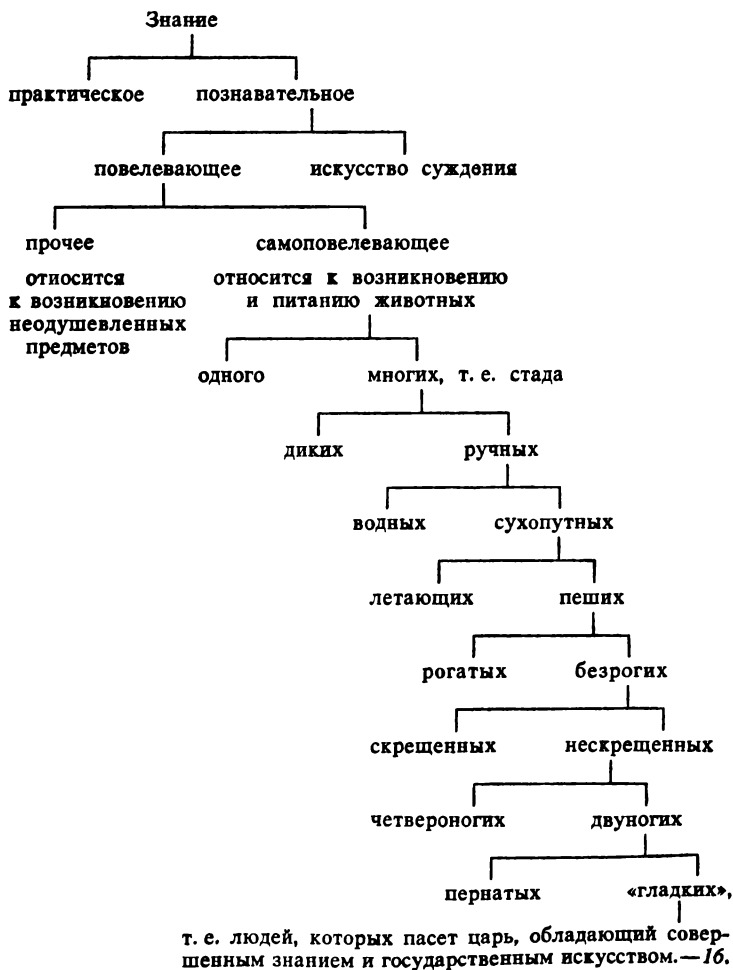 Знание
практическое познавательное
повелевающее искусство суждения
прочее самоповелевающее
относится относится к возникновению
к возникновению и питанию животных
неодушевленных
предметов
одного многих, т. е. стада
диких ручных
водных сухопутных
летающих пеших
рогатых безрогих
скрещенных нескрещенных
четвероногих двуногих
пернатых «гладких»,
т. е. людей, которых пасет царь, обладающий совер-
шенным знанием и государственным искусством.—16.